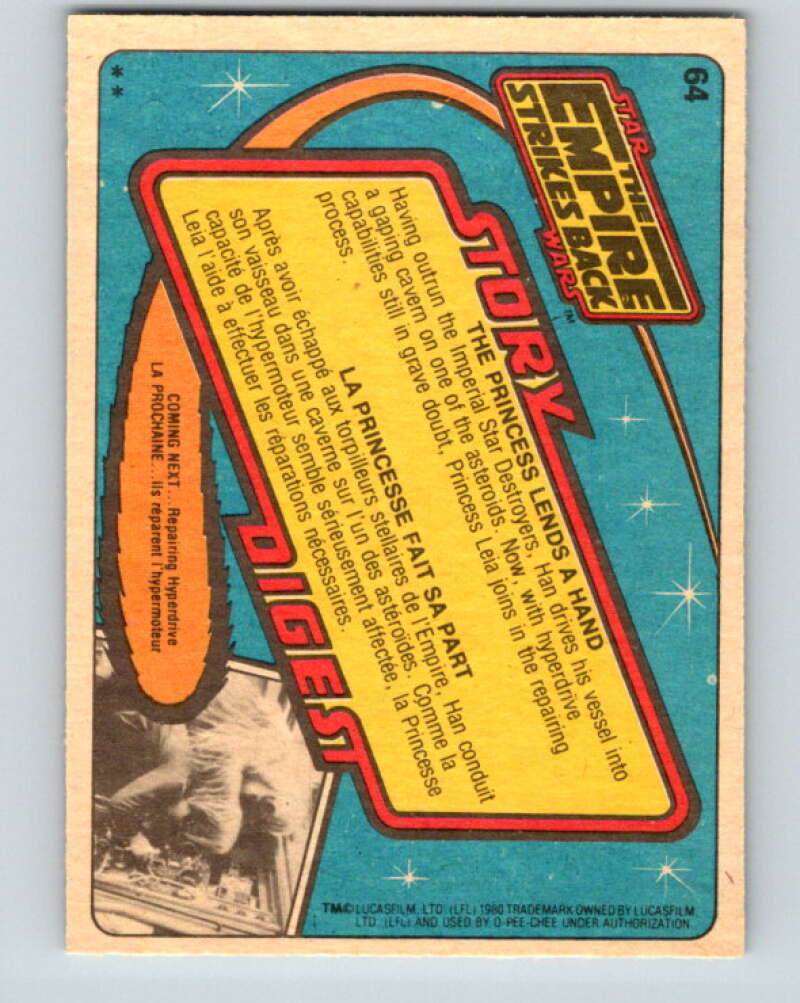 64
STAR
THE
EMPIRE
STRIKES BACK
WARS™
STORY
THE PRINCESS LENDS A HAND
Having outrun the Imperial Star Destroyers, Han drives his vessel into
a gaping cavern on one of the asteroids. Now, with hyperdrive
capabilities still in grave doubt, Princess Leia joins in the repairing
process.
LA PRINCESSE FAIT SA PART
Après avoir échappé aux torpilleurs stellaires de l'Empire, Han conduit
son vaisseau dans une caverne sur l'un des astéroïdes. Comme la
capacité de l'hypermoteur semble sérieusement affectée, la Princesse
Leia l'aide à effectuer les réparations nécessaires.
DIGEST
COMING NEXT... Repairing Hyperdrive
LA PROCHAINE... ils réparent l'hypermoteur
**
TM© LUCASFILM, LTD. (LFL) 1980 TRADEMARK OWNED BY LUCASFILM
LTD. (LFL) AND USED BY O-PEE-CHEE UNDER AUTHORIZATION.